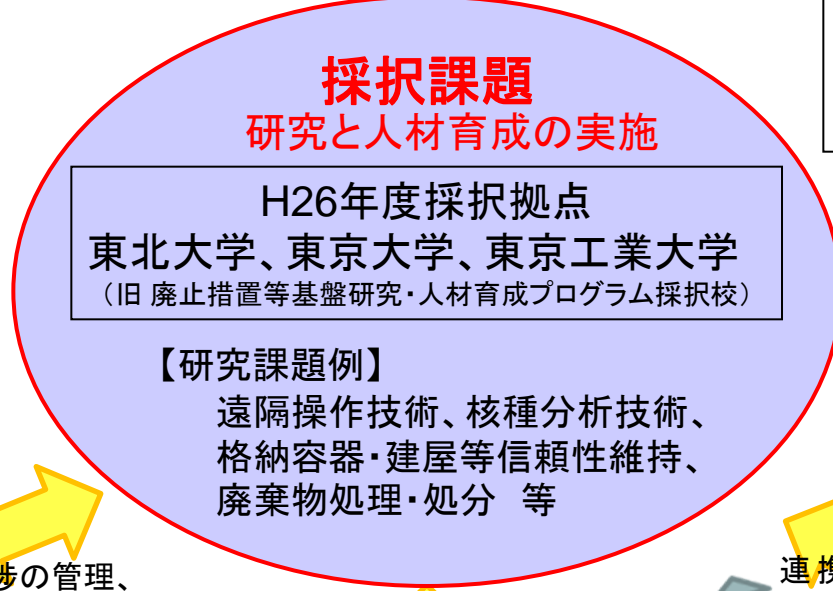 採択課題
研究と人材育成の実施
H26年度採択拠点
東北大学、東京大学、東京工業大学
（旧 廃止措置等基盤研究・人材育成プログラム採択校）
【研究課題例】
遠隔操作技術、核種分析技術、
格納容器・建屋等信頼性維持、
廃棄物処理・処分　等
捗の管理、
連携